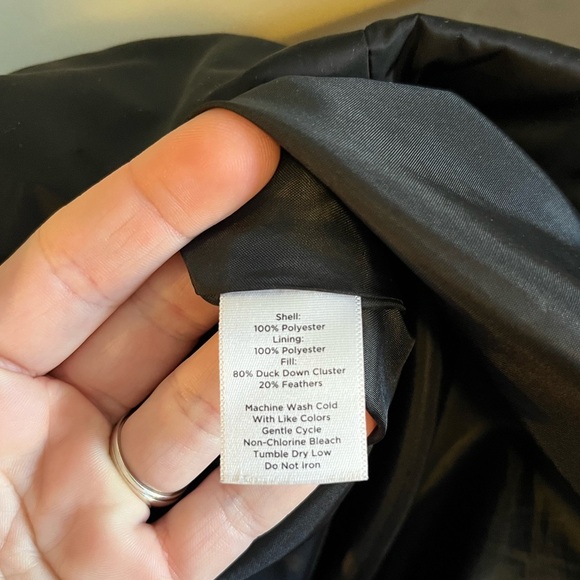 Shell:
100% Polyester
Lining:
100% Polyester
Fill:
80% Duck Down Cluster
20% Feathers
Machine Wash Cold
With Like Colors
Gentle Cycle
Non-Chlorine Bleach
Tumble Dry Low
Do Not Iron